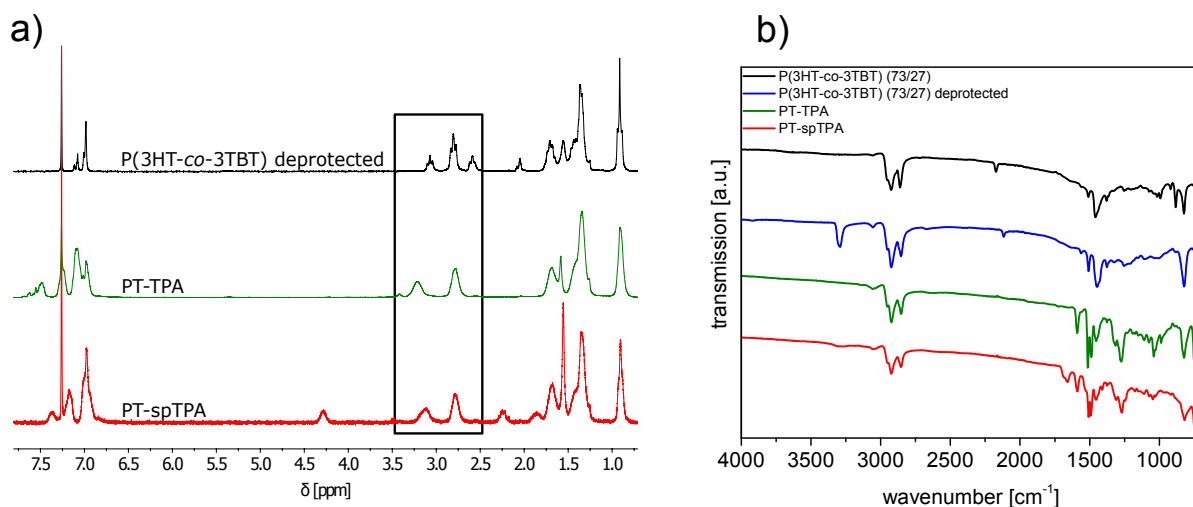 a)
P(3HT-co-3TBT) deprotected
PT-TPA
PT-spTPA
7.5 7.0 6.5 6.0 5.5 5.0 4.5 4.0 3.5 3.0 2.5 2.0 1.5 1.0
δ [ppm]
b)
P(3HT-co-3TBT) (73/27)
P(3HT-co-3TBT) (73/27) deprotected
PT-TPA
PT-spTPA
transmission [a.u.]
4000 3500 3000 2500 2000 1500 1000
wavenumber [cm-1]